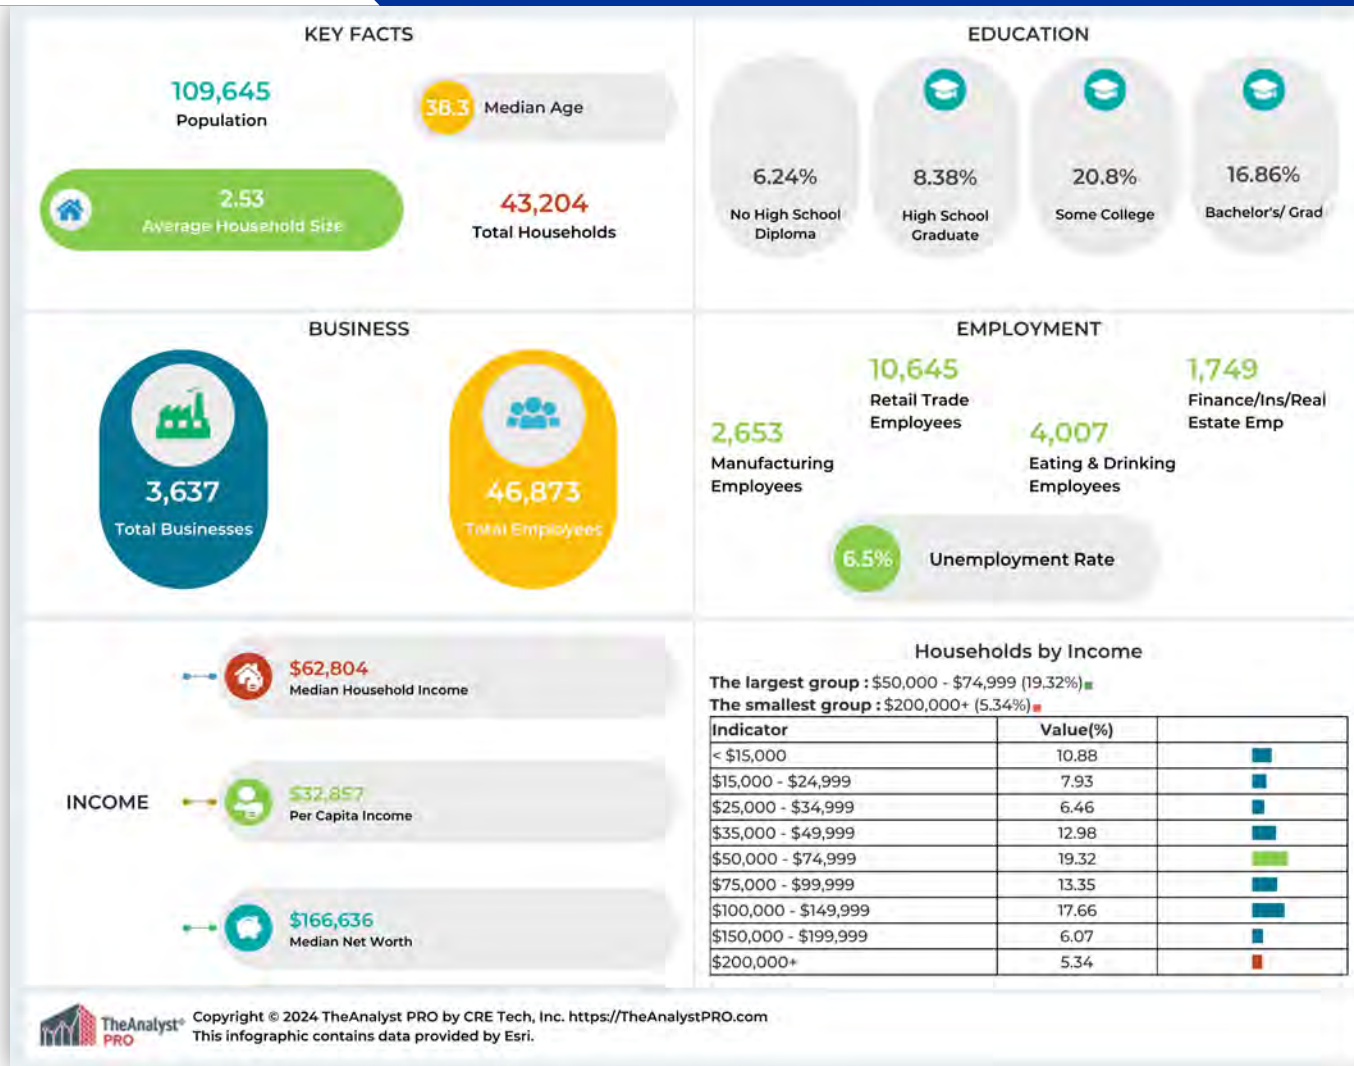 KEY FACTS
109,645
Population
38.3
Median Age
2.53
Average Household Size
43,204
Total Households
EDUCATION
6.24%
No High School
Diploma
8.38%
High School
Graduate
20.8%
Some College
16.86%
Bachelor's/ Grad
BUSINESS
3,637
Total Businesses
46,873
Total Employees
EMPLOYMENT
2,653
Manufacturing
Employees
10,645
Retail Trade
Employees
4,007
Eating & Drinking
Employees
1,749
Finance/Ins/Real
Estate Emp
6.5%
Unemployment Rate
INCOME
$62,804
Median Household Income
$32,857
Per Capita Income
$166,636
Median Net Worth
Households by Income
The largest group : $50,000 - $74,999 (19.32%)
The smallest group : $200,000+ (5.34%)
Indicator Value(%)
< $15,000 10.88
$15,000 - $24,999 7.93
$25,000 - $34,999 6.46
$35,000 - $49,999 12.98
$50,000 - $74,999 19.32
$75,000 - $99,999 13.35
$100,000 - $149,999 17.66
$150,000 - $199,999 6.07
$200,000+ 5.34
TheAnalyst®
PRO
Copyright © 2024 TheAnalyst PRO by CRE Tech, Inc. https://TheAnalystPRO.com
This infographic contains data provided by Esri.